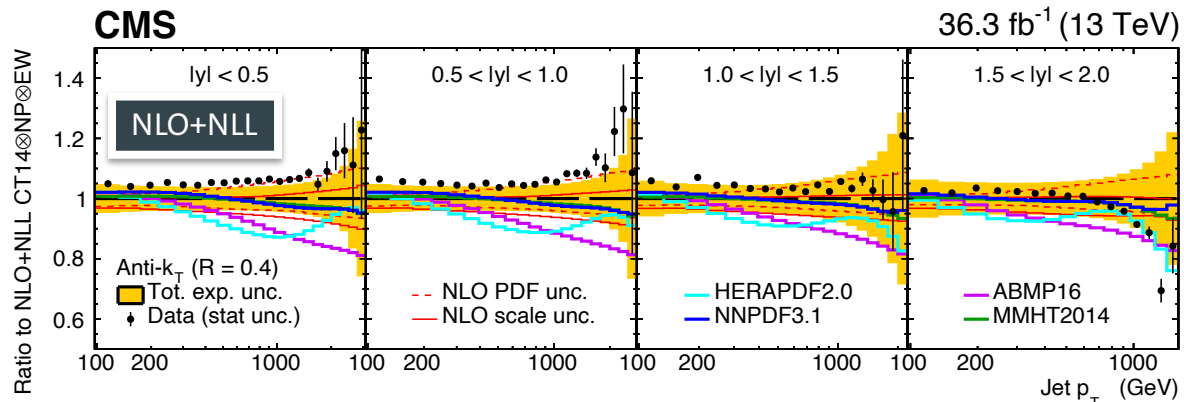 CMS
36.3 fb⁻¹ (13 TeV)
Ratio to NLO+NLL CT14⊗NP⊗EW
1.4
1.2
1
0.8
0.6
|y| < 0.5
0.5 < |y| < 1.0
1.0 < |y| < 1.5
1.5 < |y| < 2.0
NLO+NLL
Anti-k_T (R = 0.4)
Tot. exp. unc.
Data (stat unc.)
NLO PDF unc.
NLO scale unc.
HERAPDF2.0
NNPDF3.1
ABMP16
MMHT2014
100 200 1000 100 200 1000 100 200 1000 100 200 1000
Jet p_T (GeV)